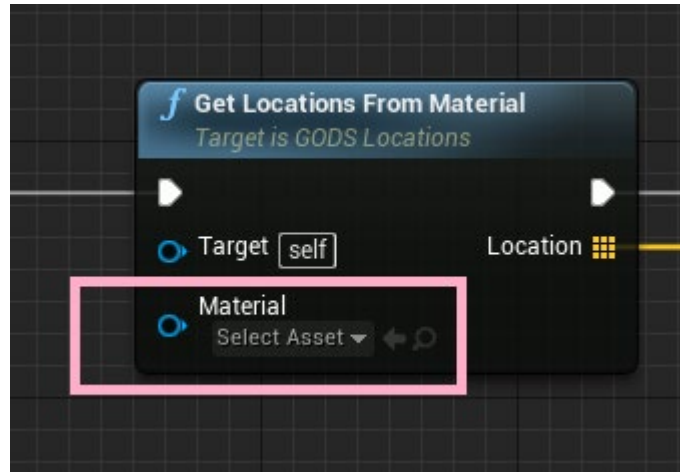 f Get Locations From Material
Target is GODS Locations
Target self
Location
Material
Select Asset